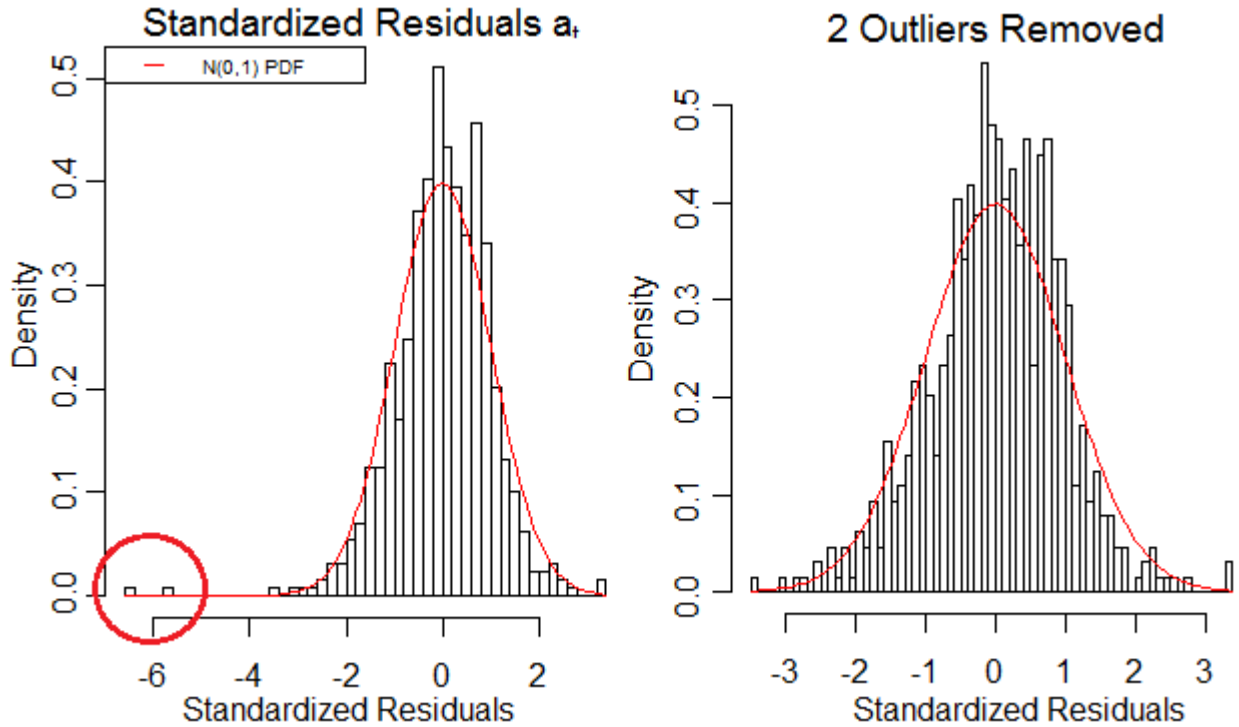 Standardized Residuals aₜ
N(0,1) PDF
Density
0.0 0.1 0.2 0.3 0.4 0.5
-6 -4 -2 0 2
Standardized Residuals
2 Outliers Removed
Density
0.0 0.1 0.2 0.3 0.4 0.5
-3 -2 -1 0 1 2 3
Standardized Residuals